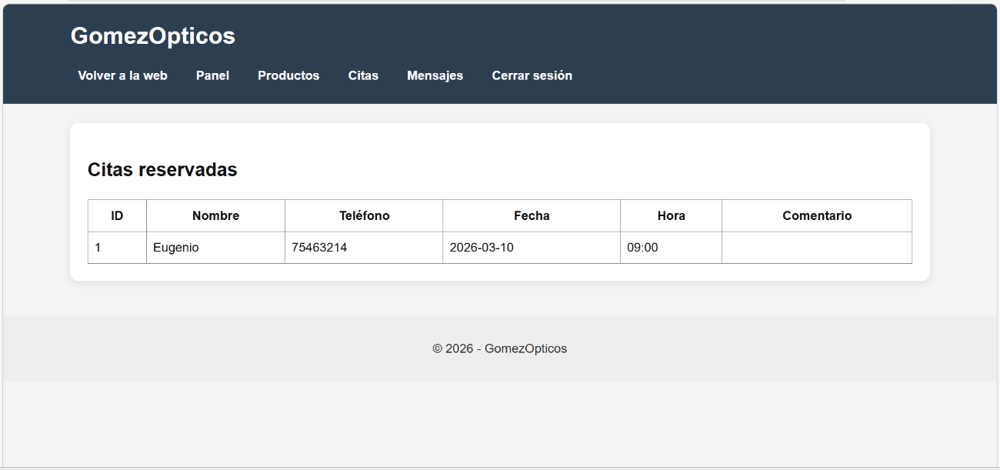 GomezOpticos
Volver a la web Panel Productos Citas Mensajes Cerrar sesión
Citas reservadas
ID Nombre Teléfono Fecha Hora Comentario
1 Eugenio 75463214 2026-03-10 09:00
© 2026 - GomezOpticos